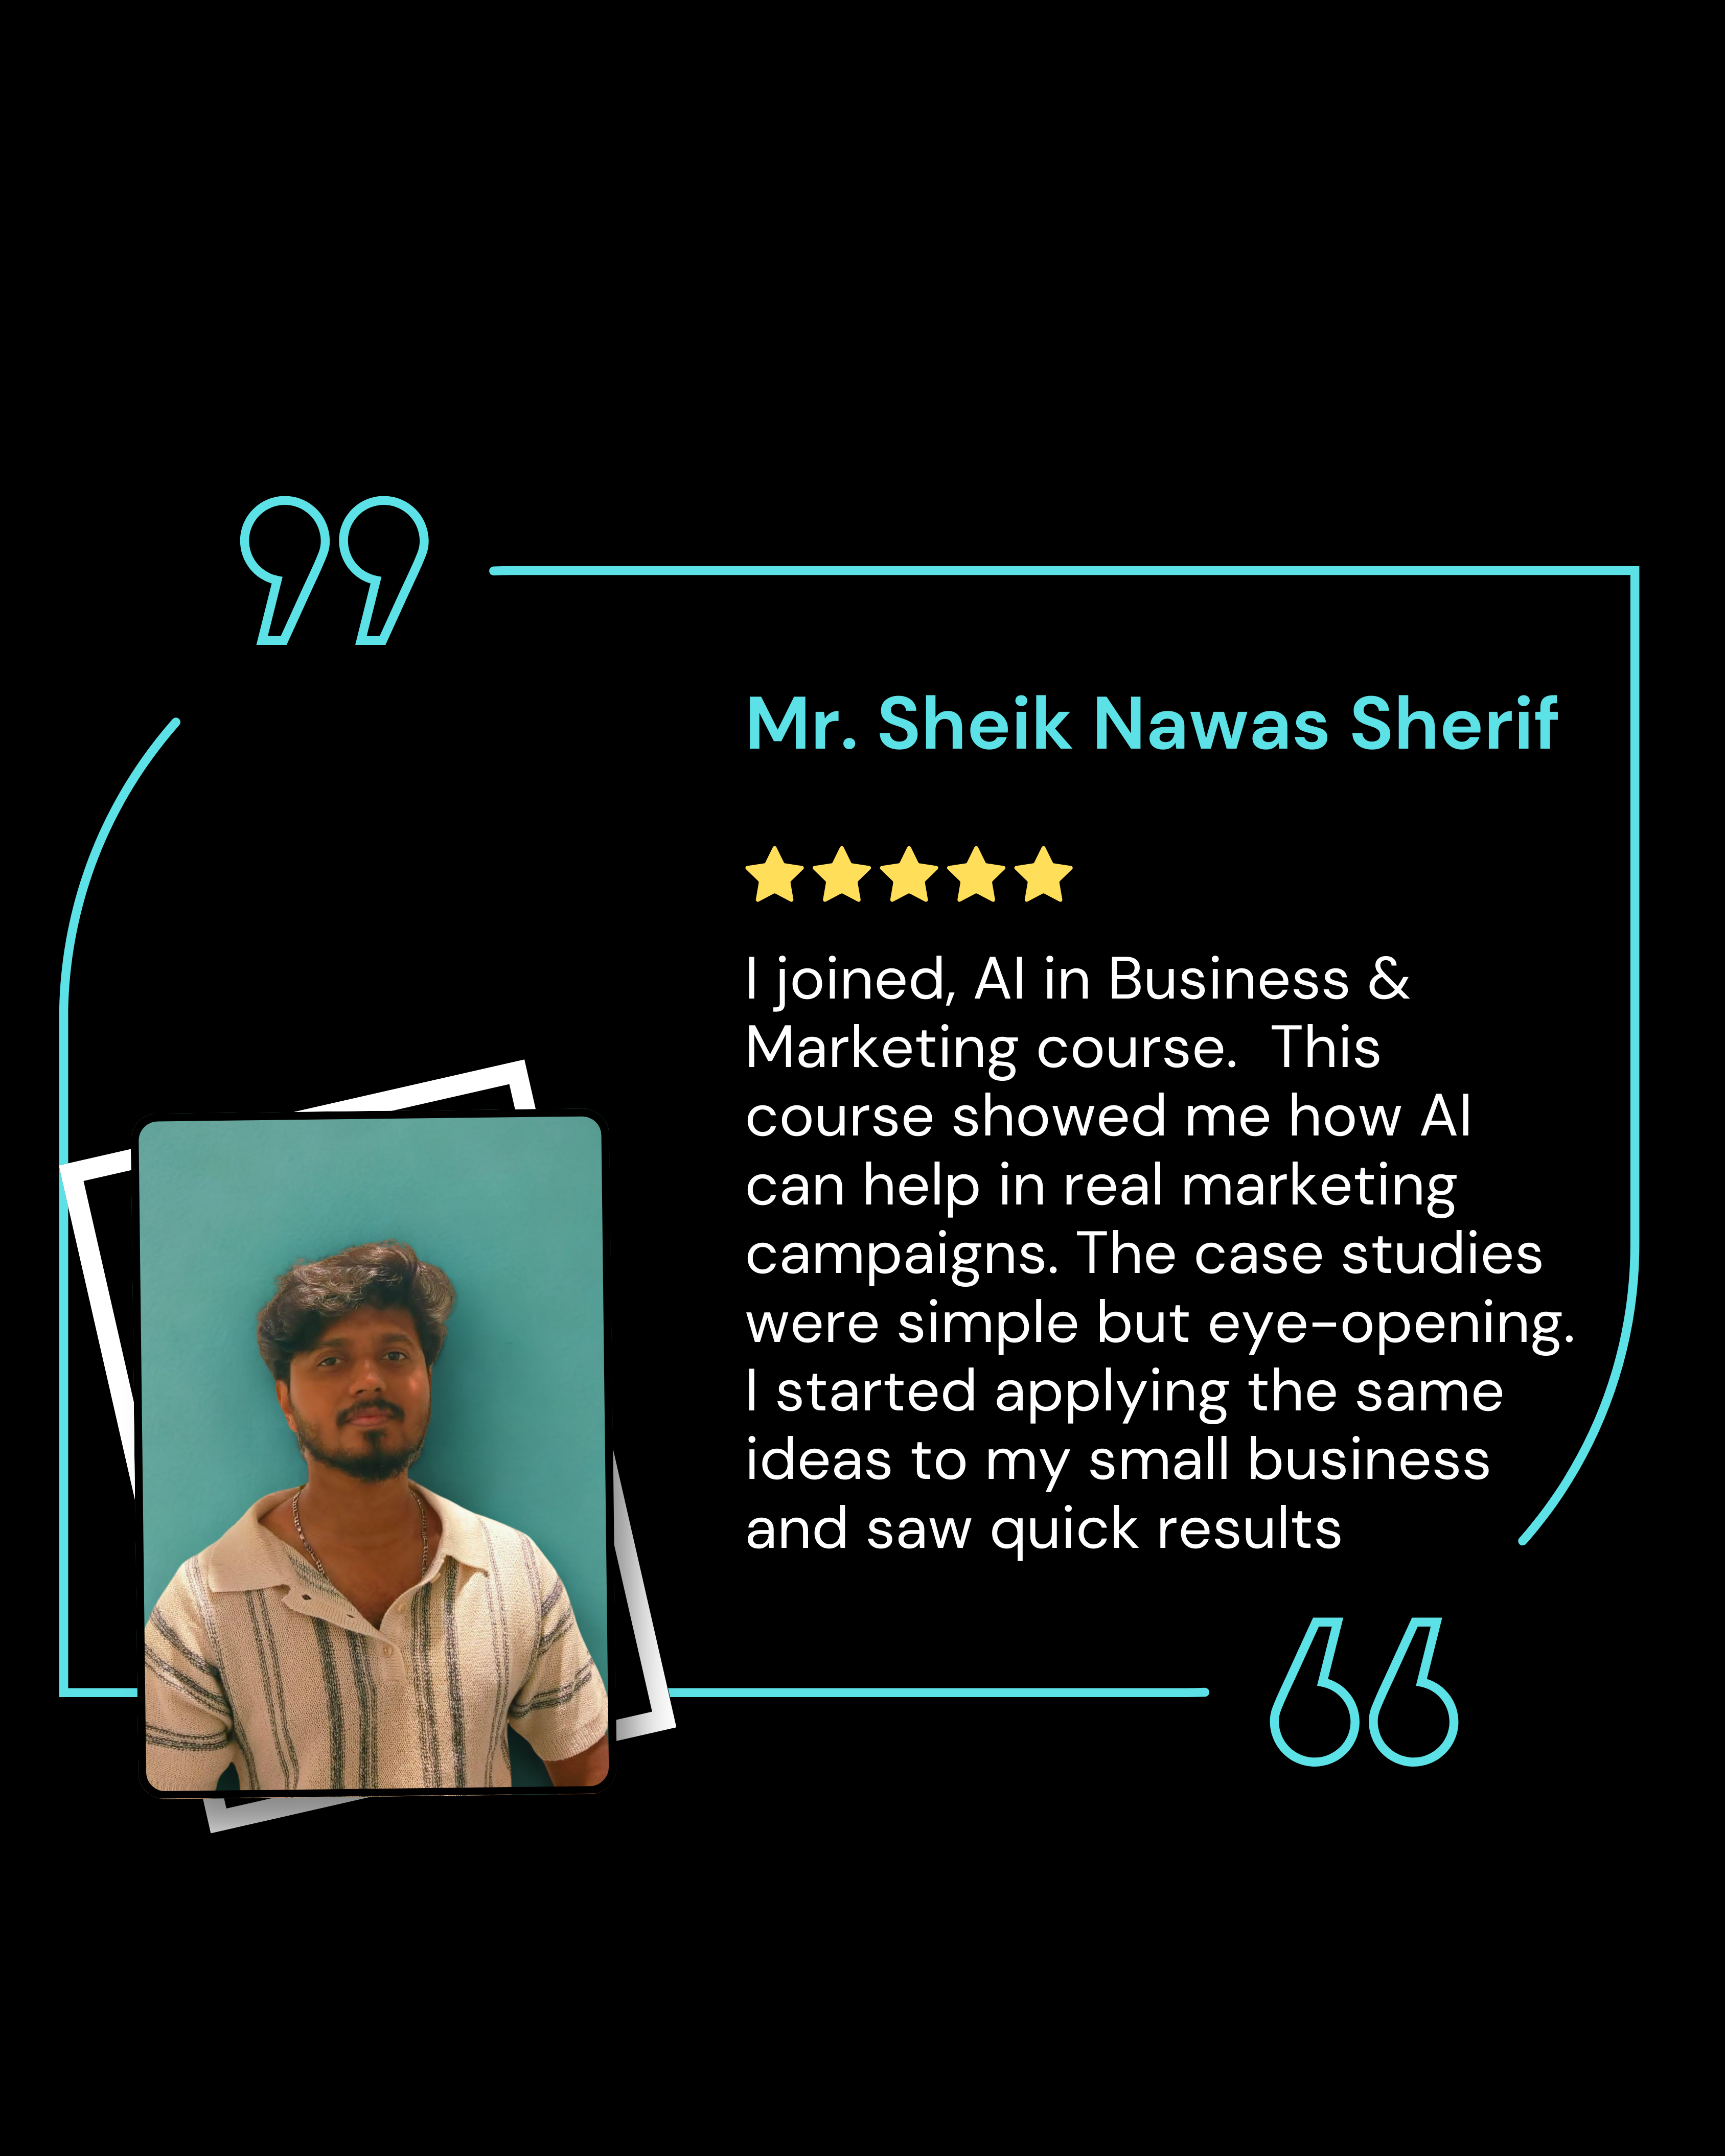 Mr. Sheik Nawas Sherif
I joined, AI in Business &
Marketing course.  This
course showed me how AI
can help in real marketing
campaigns. The case studies
were simple but eye-opening.
I started applying the same
ideas to my small business
and saw quick results